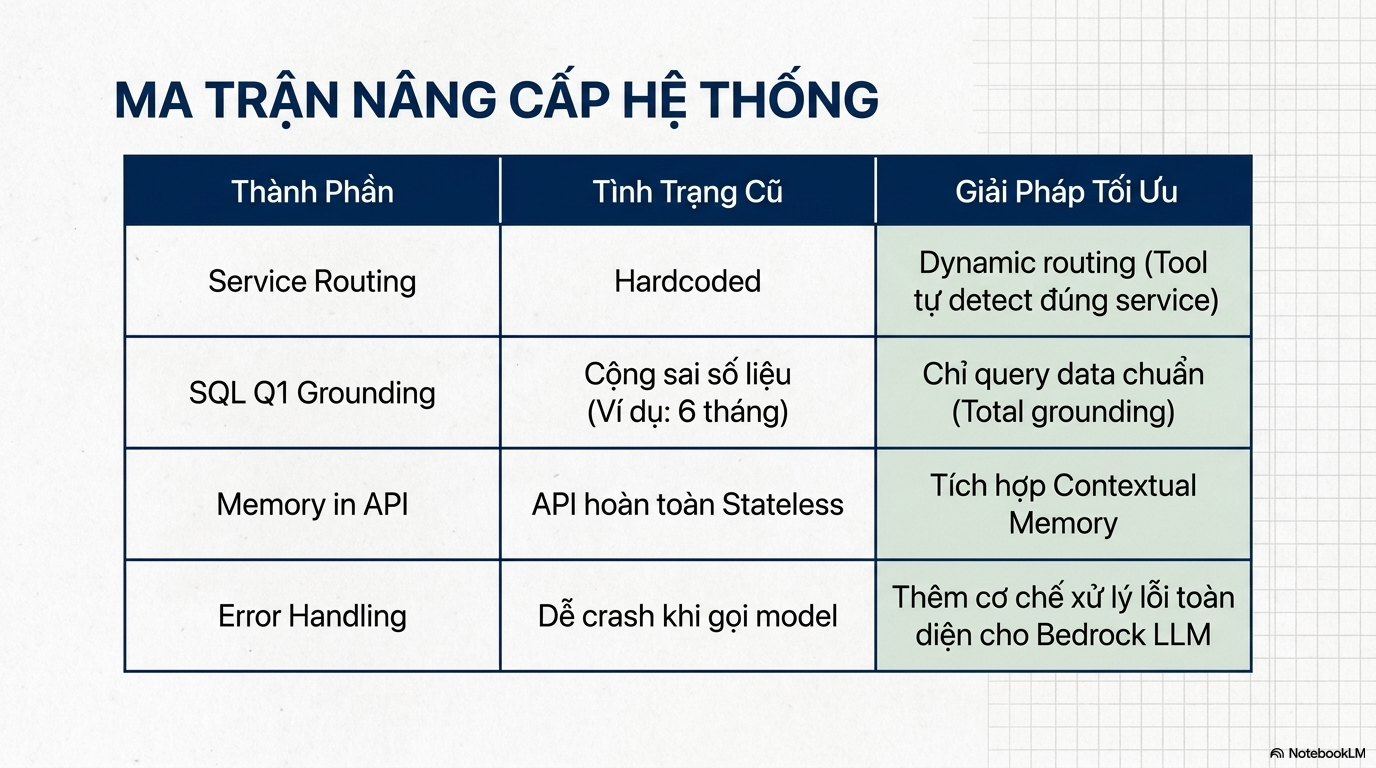 MA TRẬN NÂNG CẤP HỆ THỐNG
Thành Phần
Tình Trạng Cũ
Giải Pháp Tối Ưu
Service Routing
Hardcoded
Dynamic routing (Tool
tự detect đúng service)
SQL Q1 Grounding
Cộng sai số liệu
(Ví dụ: 6 tháng)
Chỉ query data chuẩn
(Total grounding)
Memory in API
API hoàn toàn Stateless
Tích hợp Contextual
Memory
Error Handling
Dễ crash khi gọi model
Thêm cơ chế xử lý lỗi toàn
diện cho Bedrock LLM
NotebookLM